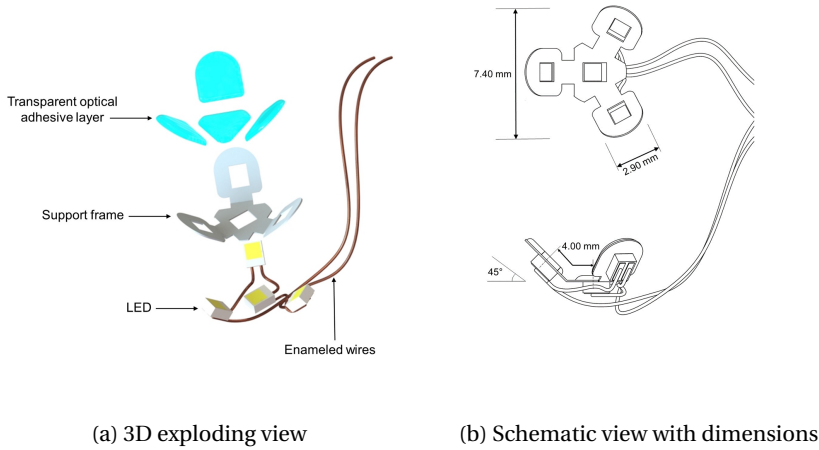 Transparent optical
adhesive layer
Support frame
LED
Enameled wires
7.40 mm
2.90 mm
4.00 mm
45°
(a) 3D exploding view
(b) Schematic view with dimensions